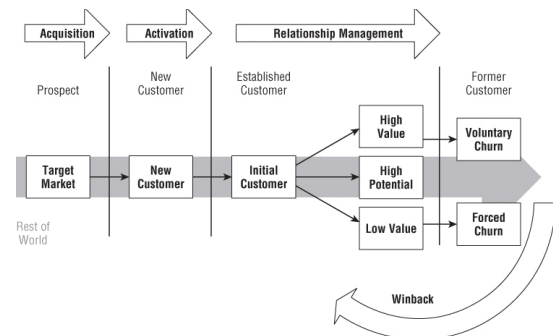 Acquisition
Activation
Relationship Management
Prospect
New
Customer
Established
Customer
Former
Customer
High
Value
Voluntary
Churn
Target
Market
New
Customer
Initial
Customer
High
Potential
Low Value
Forced
Churn
Rest of
World
Winback